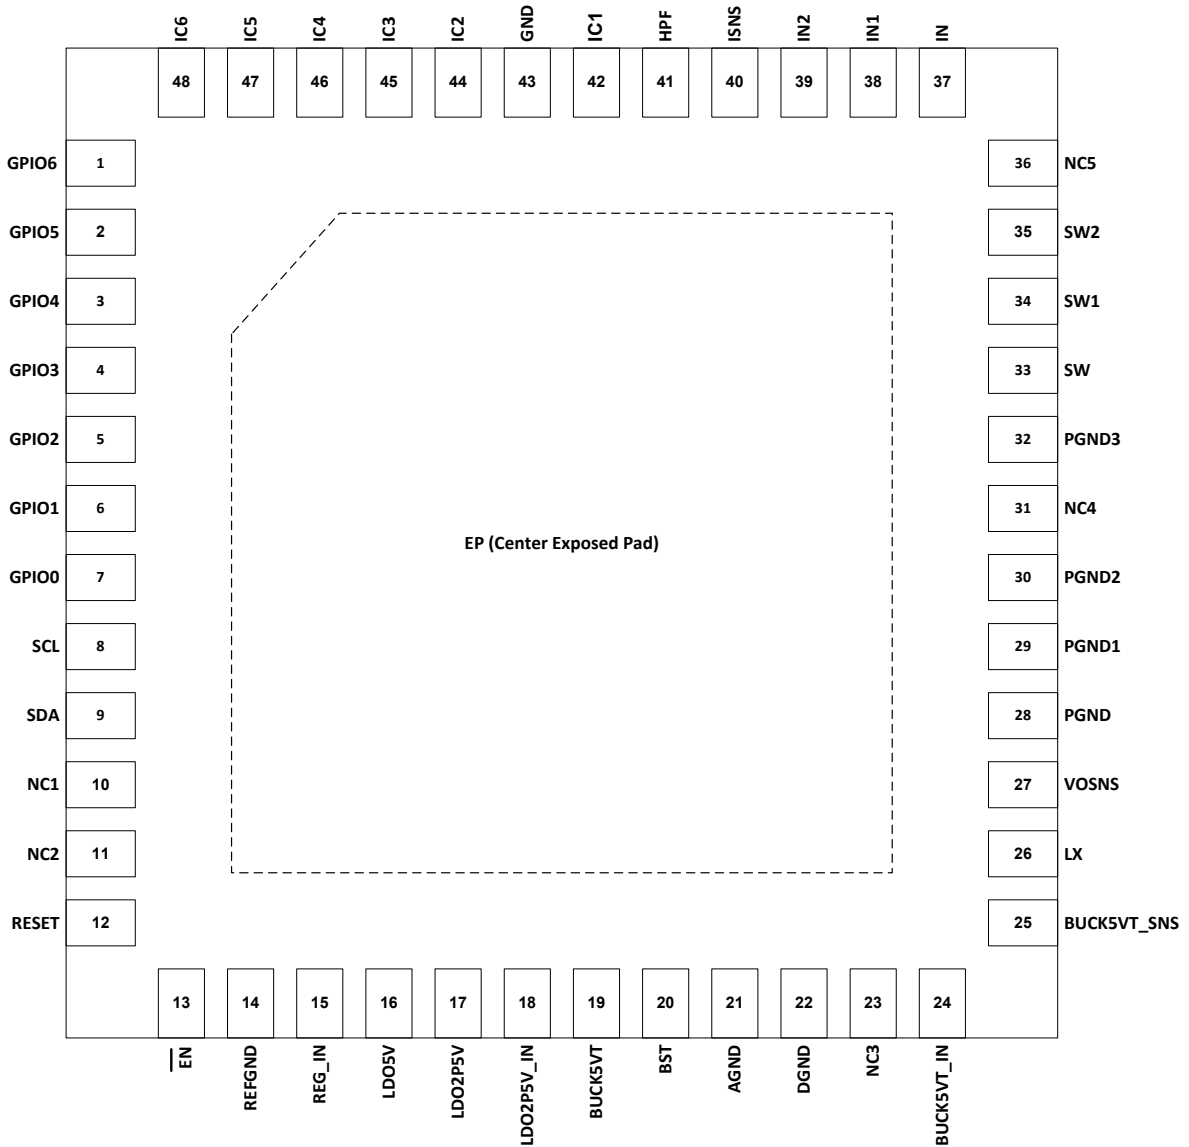 IC6 IC5 IC4 IC3 IC2 GND IC1 HPF ISNS IN2 IN1 IN
48 47 46 45 44 43 42 41 40 39 38 37
GPIO6 1 36 NC5
GPIO5 2 35 SW2
GPIO4 3 34 SW1
GPIO3 4 33 SW
GPIO2 5 32 PGND3
GPIO1 6 31 NC4
EP (Center Exposed Pad)
GPIO0 7 30 PGND2
SCL 8 29 PGND1
SDA 9 28 PGND
NC1 10 27 VOSNS
NC2 11 26 LX
RESET 12 25 BUCK5VT_SNS
13 14 15 16 17 18 19 20 21 22 23 24
EN REFGND REG_IN LDO5V LDO2P5V LDO2P5V_IN BUCK5VT BST AGND DGND NC3 BUCK5VT_IN